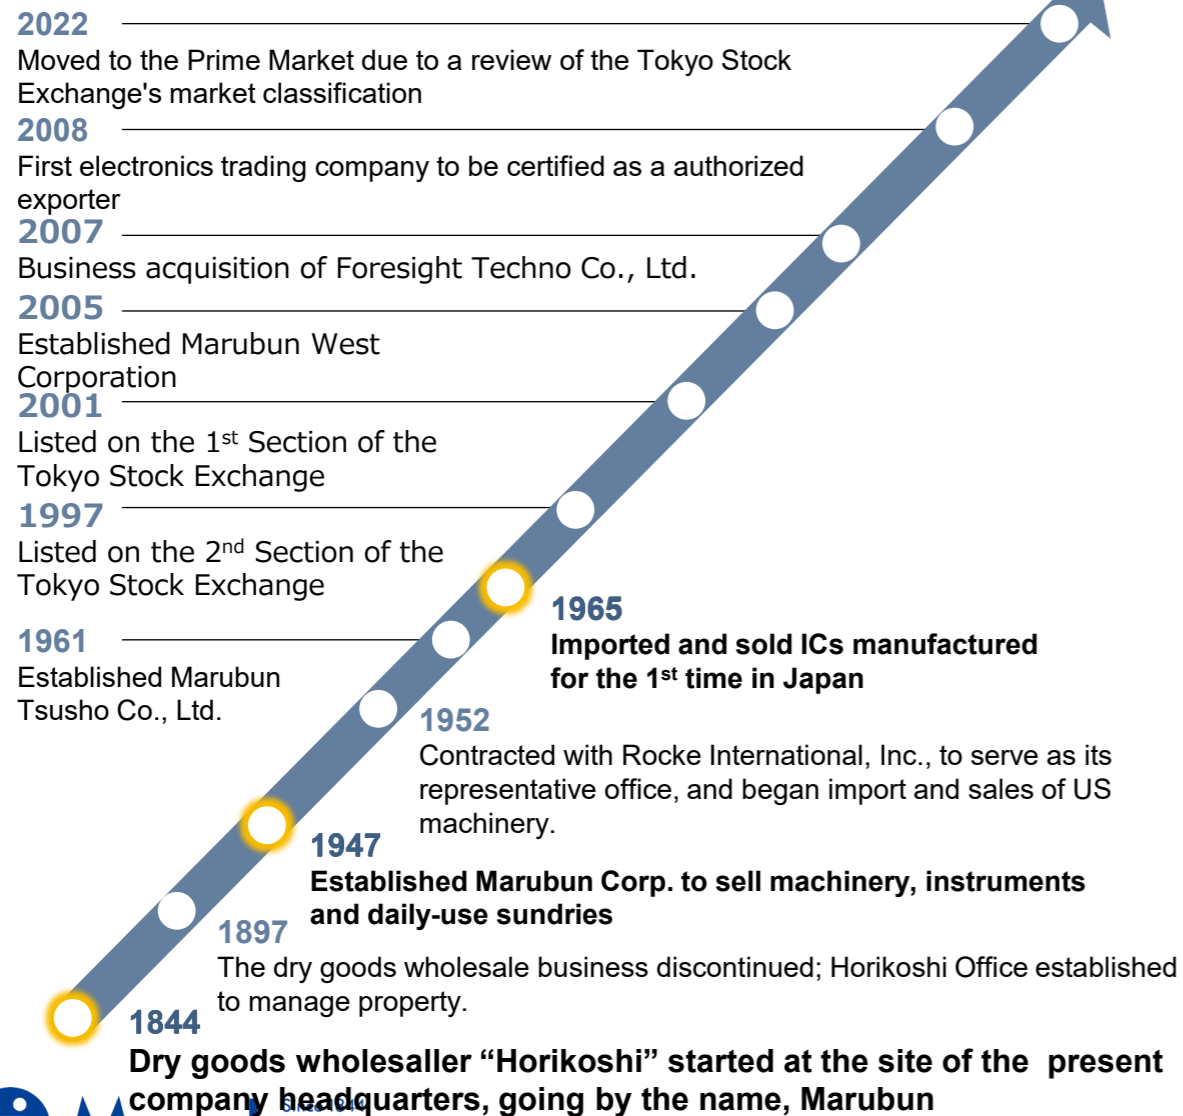 2022
Moved to the Prime Market due to a review of the Tokyo Stock
Exchange's market classification
2008
First electronics trading company to be certified as a authorized
exporter
2007
Business acquisition of Foresight Techno Co., Ltd.
2005
Established Marubun West
Corporation
2001
Listed on the 1st Section of the
Tokyo Stock Exchange
1997
Listed on the 2nd Section of the
Tokyo Stock Exchange
1965
Imported and sold ICs manufactured
for the 1st time in Japan
1961
Established Marubun
Tsusho Co., Ltd.
1952
Contracted with Rocke International, Inc., to serve as its
representative office, and began import and sales of US
machinery.
1947
Established Marubun Corp. to sell machinery, instruments
and daily-use sundries
1897
The dry goods wholesale business discontinued; Horikoshi Office established
to manage property.
1844
Dry goods wholesaller “Horikoshi” started at the site of the present
company headquarters, going by the name, Marubun
Since 1844